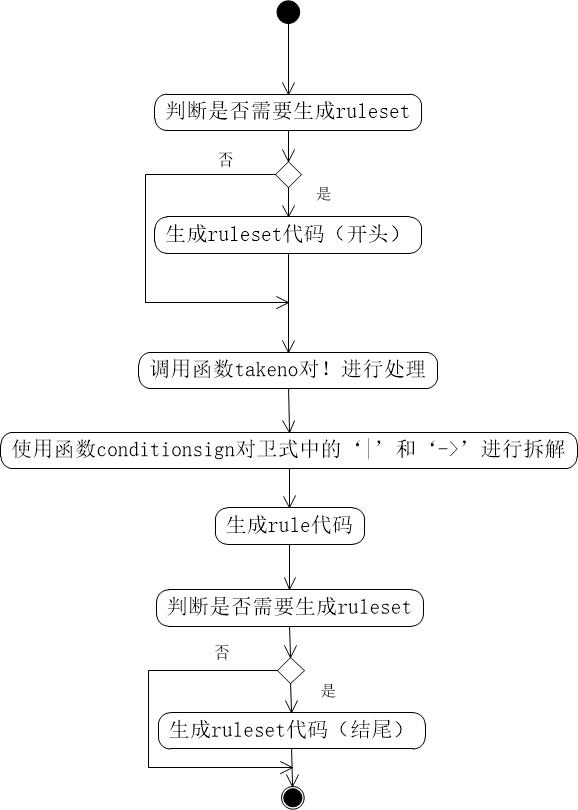 判断是否需要生成ruleset
否
是
生成ruleset代码（开头）
调用函数takeno对！进行处理
使用函数conditionsign对卫式中的‘|’和‘->’进行拆解
生成rule代码
判断是否需要生成ruleset
否
是
生成ruleset代码（结尾）